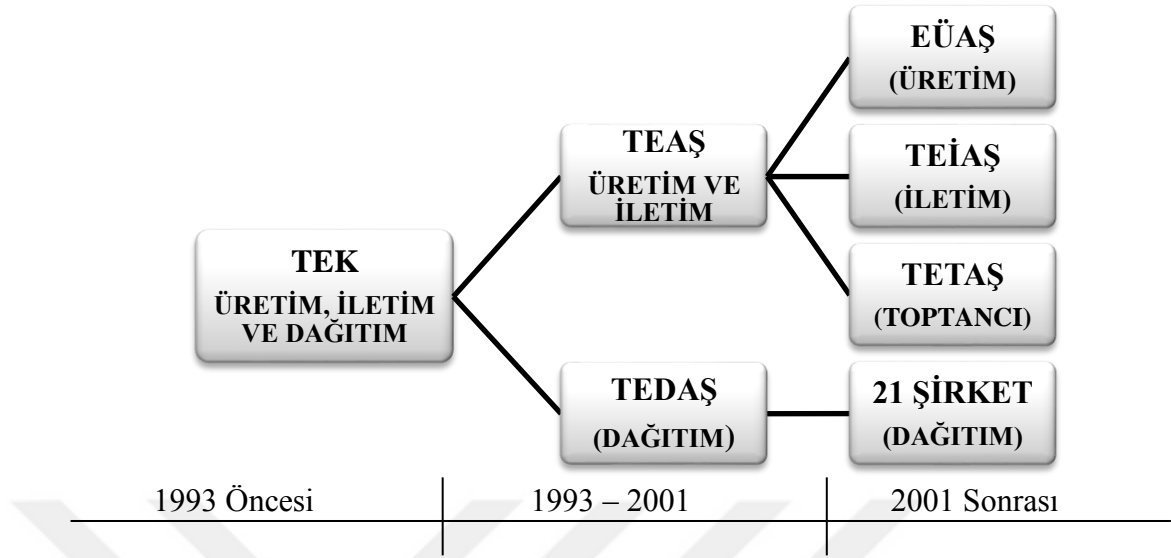 TEK
ÜRETİM, İLETİM
VE DAĞITIM
TEAŞ
ÜRETİM VE
İLETİM
TEDAŞ
(DAĞITIM)
EÜAŞ
(ÜRETİM)
TEİAŞ
(İLETİM)
TETAŞ
(TOPTANCI)
21 ŞİRKET
(DAĞITIM)
1993 Öncesi
1993 – 2001
2001 Sonrası